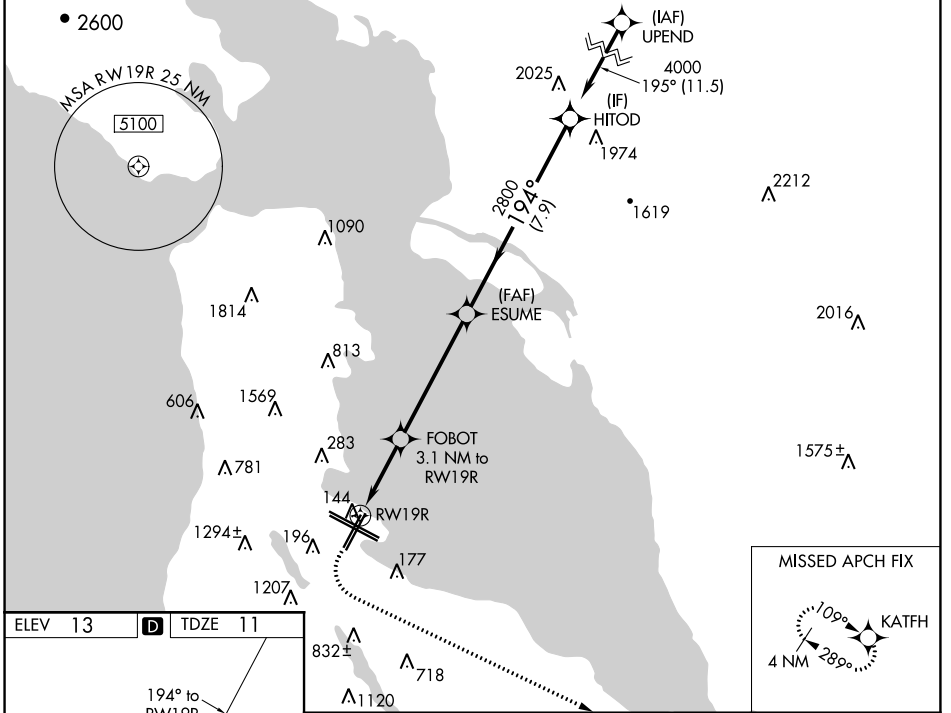 2600
(IAF)
UPEND
MSA RW19R 25 NM
5100
4000
195° (11.5)
2025
(IF)
HITOD
1974
2800
194°
(7.9)
1619
2212
1090
1814
(FAF)
ESUME
2016
813
606
1569
283
FOBOT
3.1 NM to
RW19R
781
1575±
144
RW19R
1294±
196
177
1207
MISSED APCH FIX
109°
KATFH
4 NM
289°
ELEV 13
D
TDZE 11
832±
718
1120
194° to
RW19R